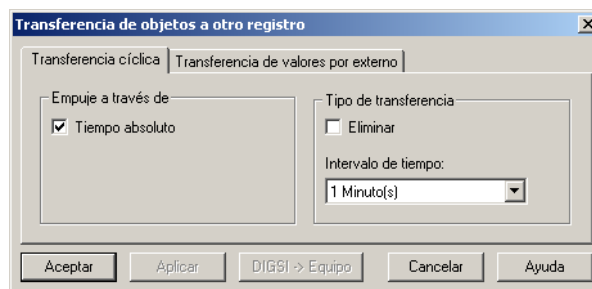 Transferencia de objetos a otro registro
Transferencia cíclica
Transferencia de valores por externo
Empuje a través de
Tiempo absoluto
Tipo de transferencia
Eliminar
Intervalo de tiempo:
1 Minuto(s)
Aceptar
Aplicar
DIGSI -> Equipo
Cancelar
Ayuda